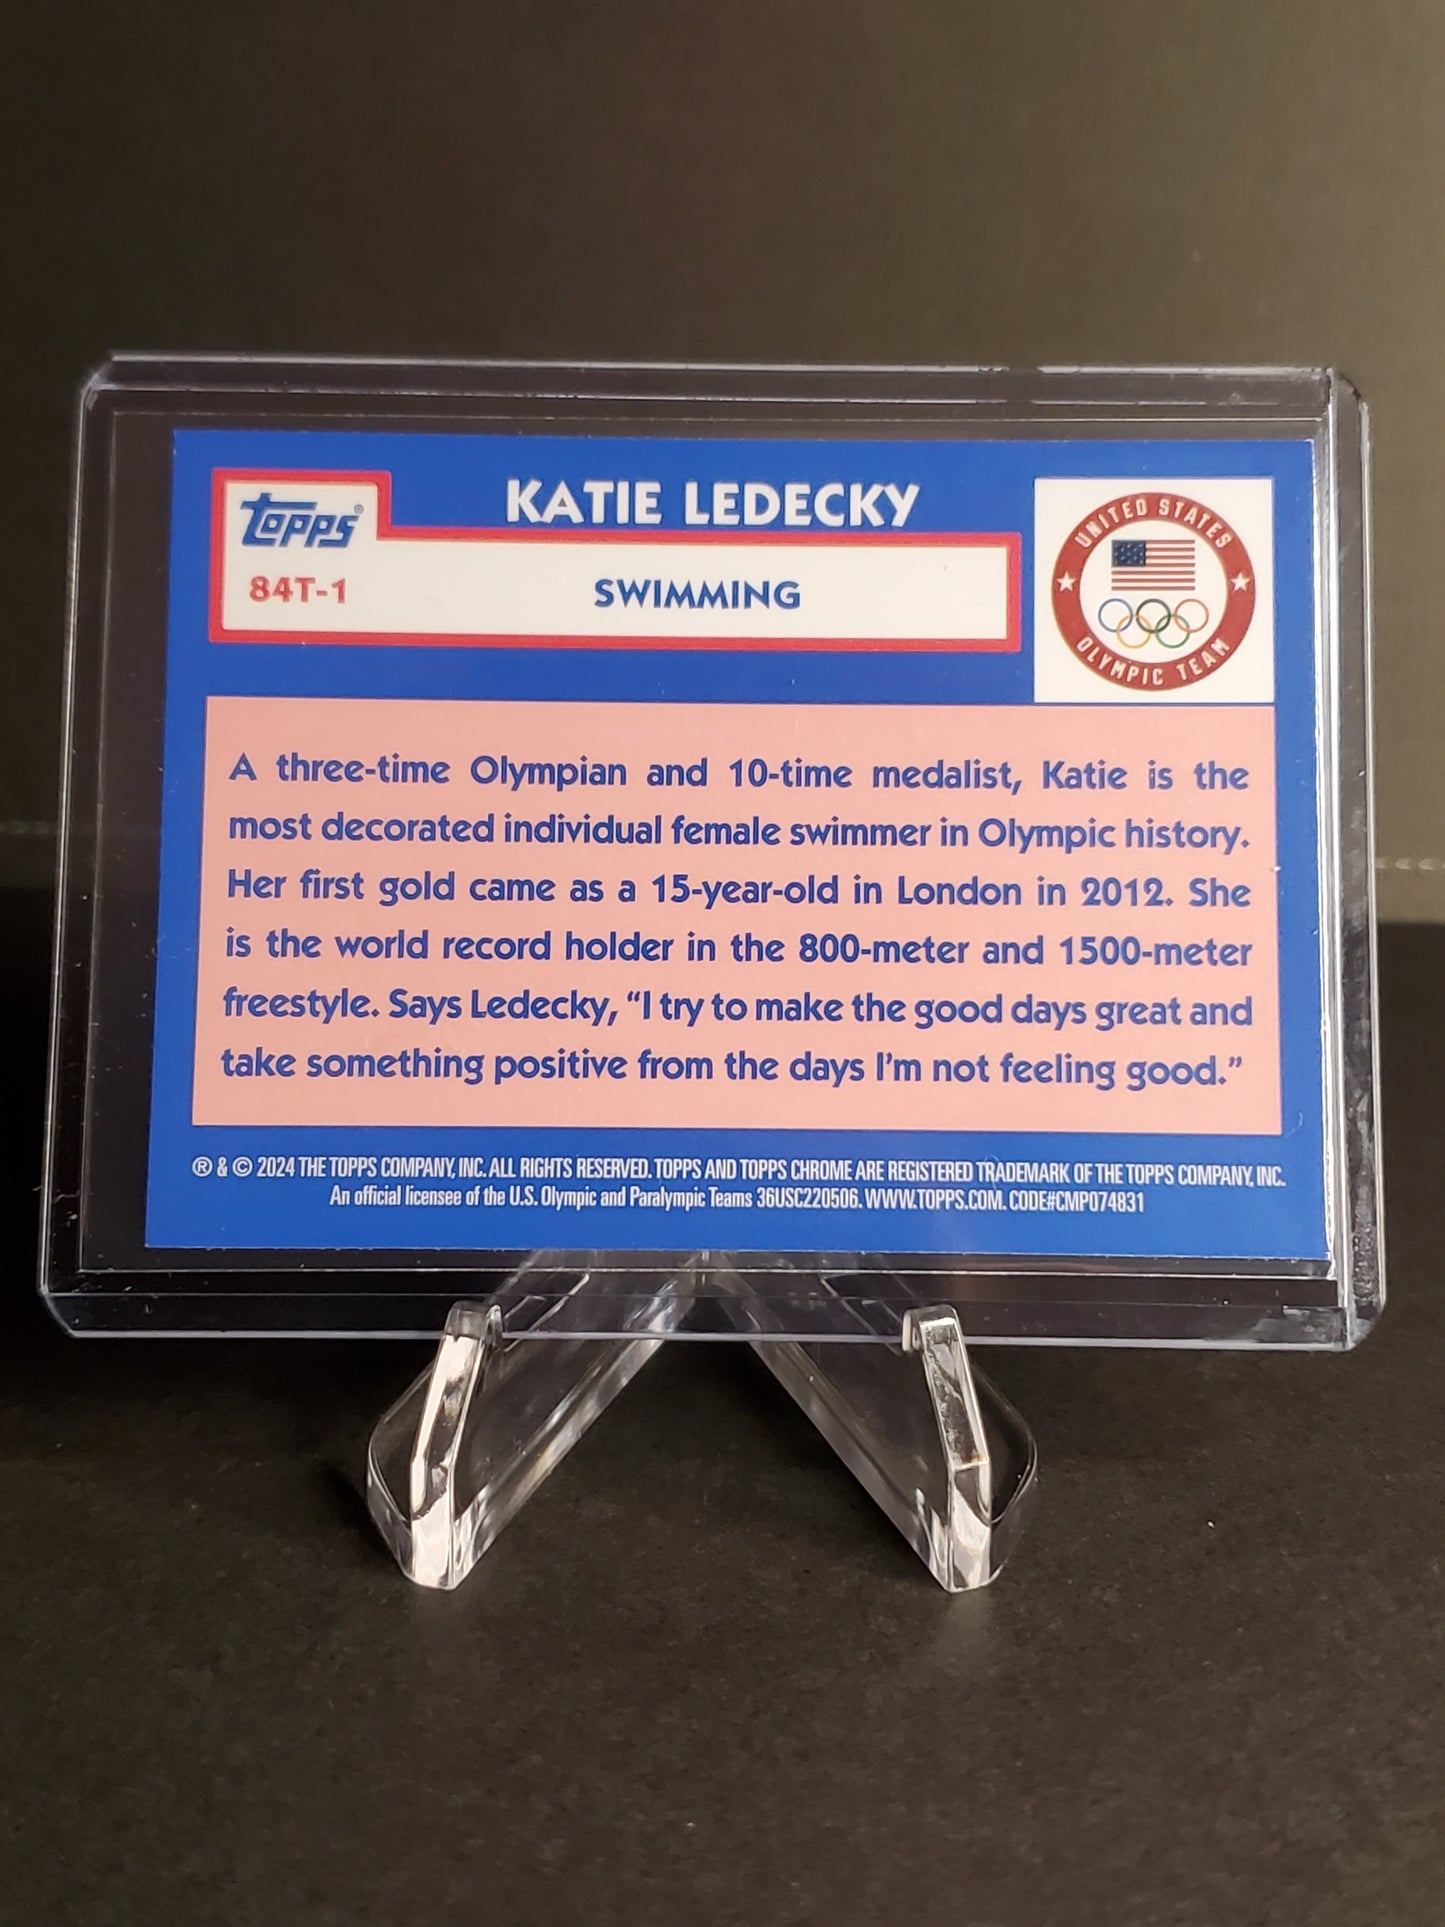 KATIE LEDECKY
Topps®
84T-1
SWIMMING
UNITED STATES
OLYMPIC TEAM
A three-time Olympian and 10-time medalist, Katie is the
most decorated individual female swimmer in Olympic history.
Her first gold came as a 15-year-old in London in 2012. She
is the world record holder in the 800-meter and 1500-meter
freestyle. Says Ledecky, “I try to make the good days great and
take something positive from the days I’m not feeling good.”
® & © 2024 THE TOPPS COMPANY, INC. ALL RIGHTS RESERVED. TOPPS AND TOPPS CHROME ARE REGISTERED TRADEMARK OF THE TOPPS COMPANY, INC.
An official licensee of the U.S. Olympic and Paralympic Teams 36USC220506. WWW.TOPPS.COM. CODE#CMP074831